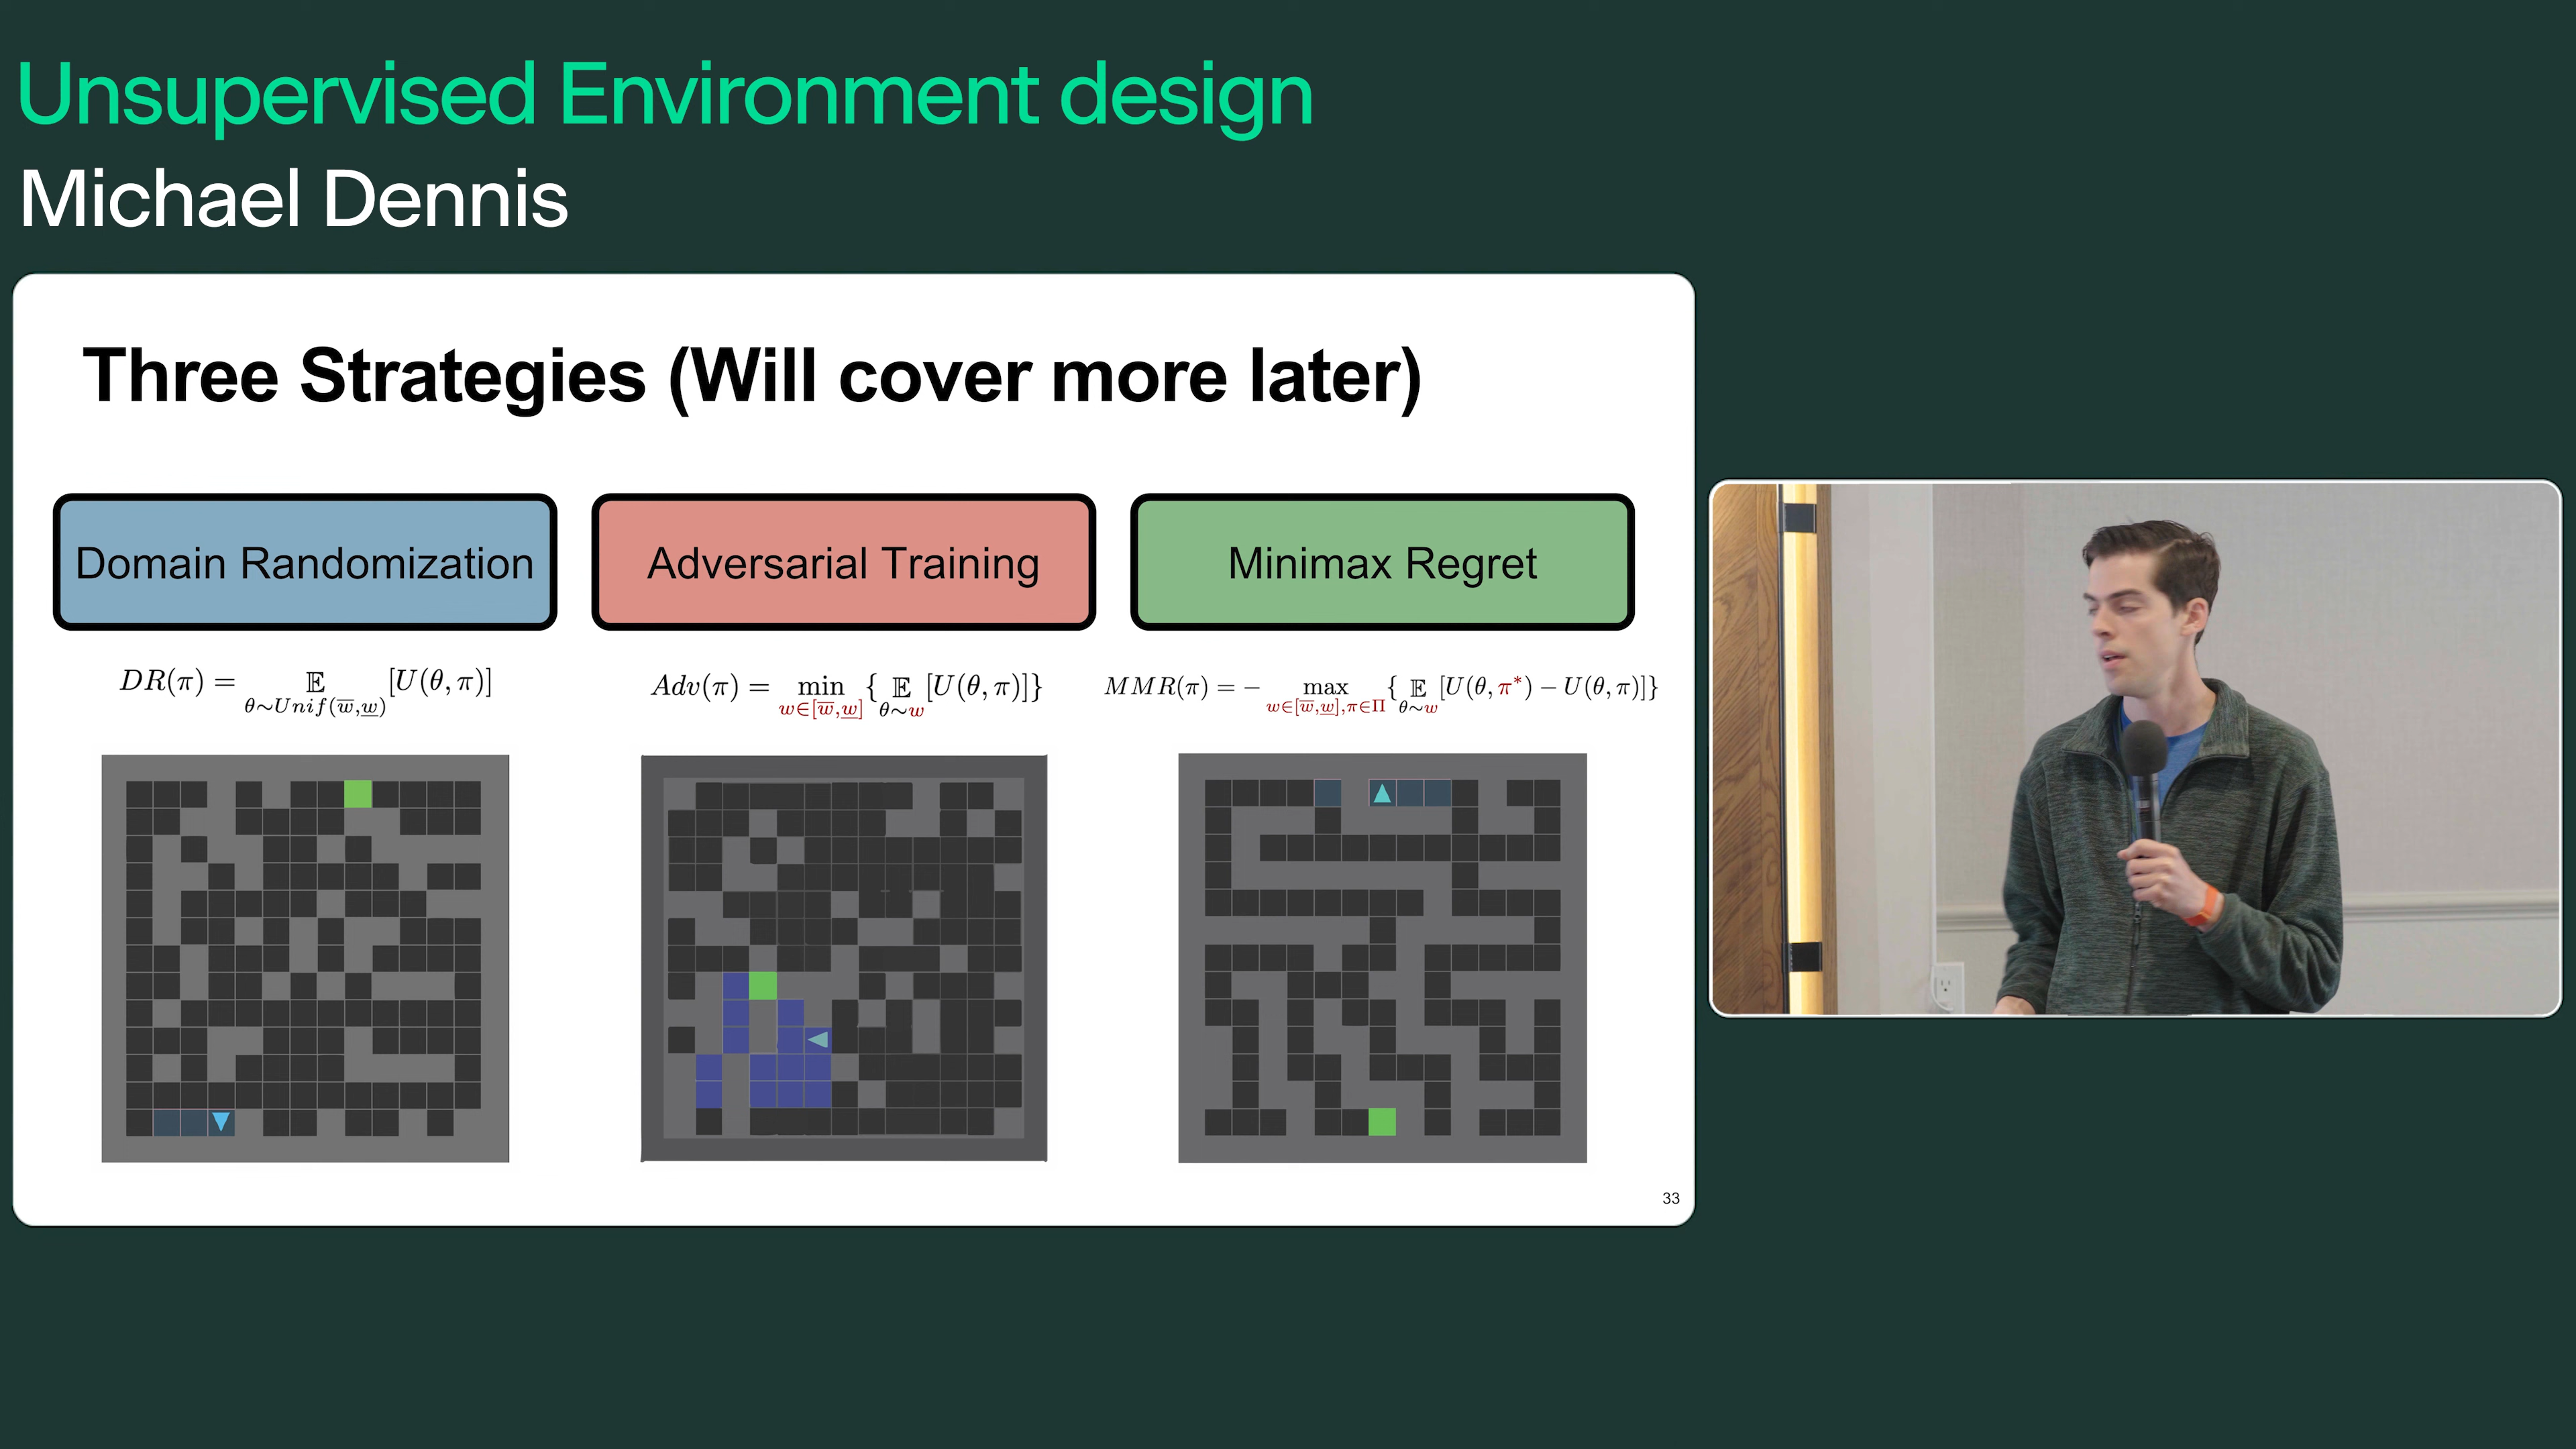 Unsupervised Environment design
Michael Dennis
Three Strategies (Will cover more later)
Domain Randomization
Adversarial Training
Minimax Regret
DR(π) = 𝔼 [U(θ, π)]
θ∼Unif(w̅,w̲)
Adv(π) = min { 𝔼 [U(θ, π)]}
w∈[w̅,w̲] θ∼w
MMR(π) = − max { 𝔼 [U(θ, π*) − U(θ, π)]}
w∈[w̅,w̲],π∈Π θ∼w
33